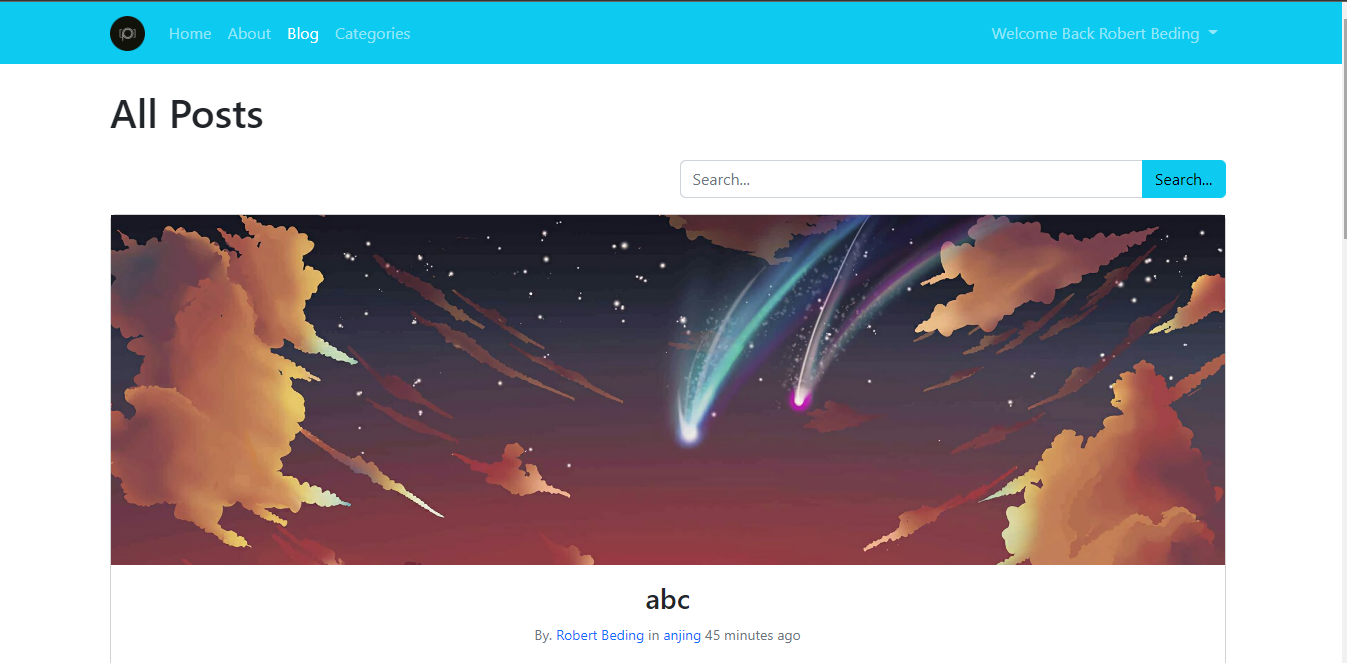 Home About Blog Categories Welcome Back Robert Beding
All Posts
Search... Search...
abc
By. Robert Beding in anjing 45 minutes ago